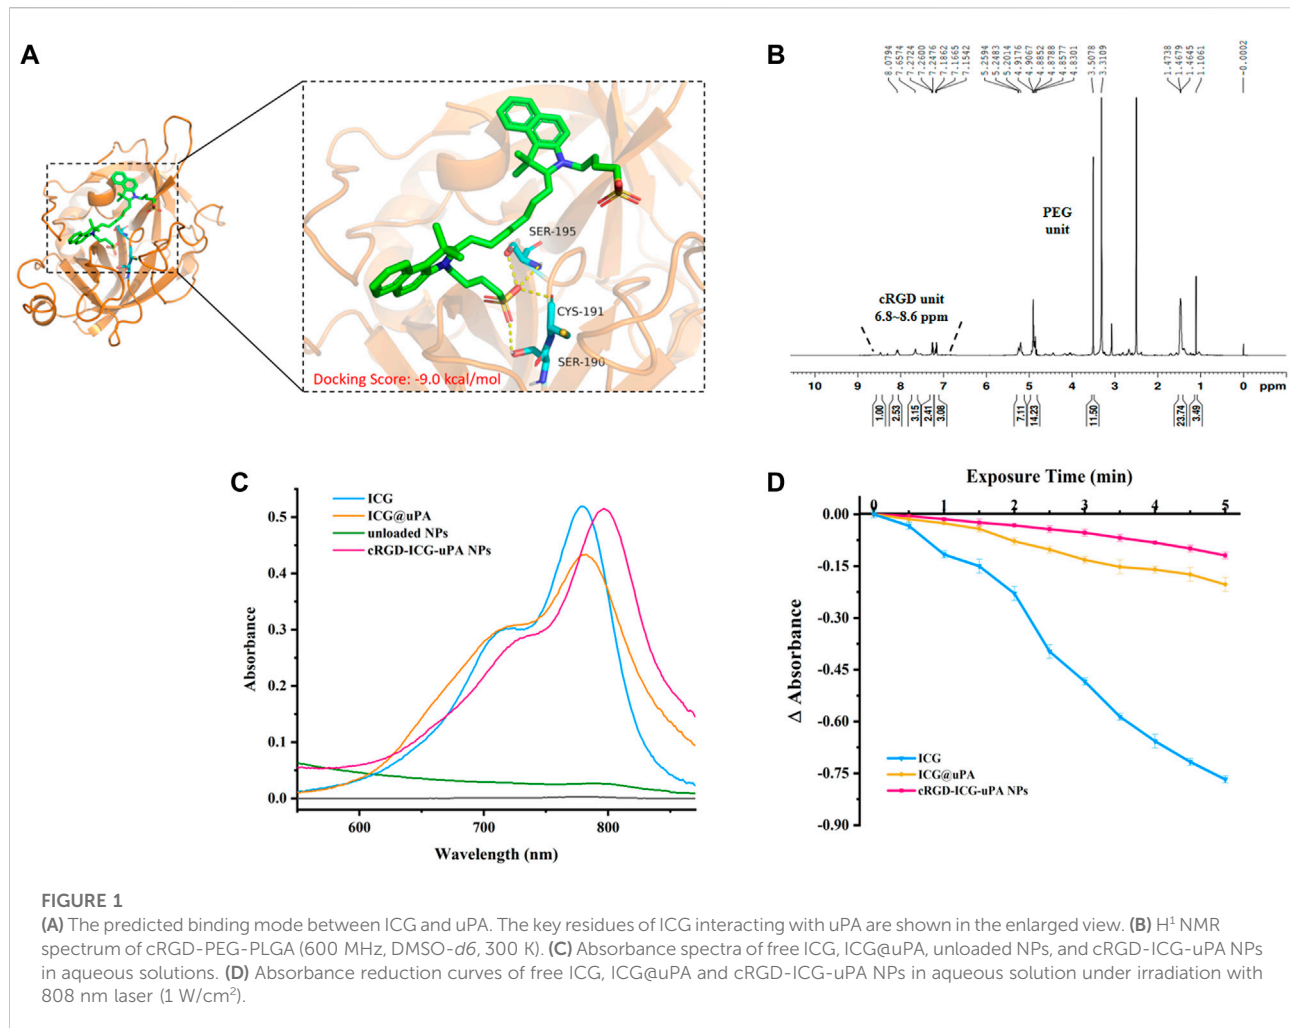 A
SER-195
CYS-191
SER-190
Docking Score: -9.0 kcal/mol
B
8.0794
7.6574
7.2724
7.2600
7.2476
7.1862
7.1665
7.1542
5.2594
5.2483
5.2014
4.9176
4.9067
4.8852
4.8788
4.8577
4.8301
3.5078
3.3109
1.4738
1.4679
1.4645
1.1061
-0.0002
PEG
unit
cRGD unit
6.8~8.6 ppm
10 9 8 7 6 5 4 3 2 1 0 ppm
1.00
2.53
3.15
2.41
3.08
7.11
14.23
11.50
23.74
3.49
C
ICG
ICG@uPA
unloaded NPs
cRGD-ICG-uPA NPs
0.5
0.4
0.3
0.2
0.1
0.0
Absorbance
600 700 800
Wavelength (nm)
D
Exposure Time (min)
0 1 2 3 4 5
0.00
-0.15
-0.30
-0.45
-0.60
-0.75
-0.90
Δ Absorbance
ICG
ICG@uPA
cRGD-ICG-uPA NPs
FIGURE 1
(A) The predicted binding mode between ICG and uPA. The key residues of ICG interacting with uPA are shown in the enlarged view. (B) H¹ NMR
spectrum of cRGD-PEG-PLGA (600 MHz, DMSO-d6, 300 K). (C) Absorbance spectra of free ICG, ICG@uPA, unloaded NPs, and cRGD-ICG-uPA NPs
in aqueous solutions. (D) Absorbance reduction curves of free ICG, ICG@uPA and cRGD-ICG-uPA NPs in aqueous solution under irradiation with
808 nm laser (1 W/cm²).